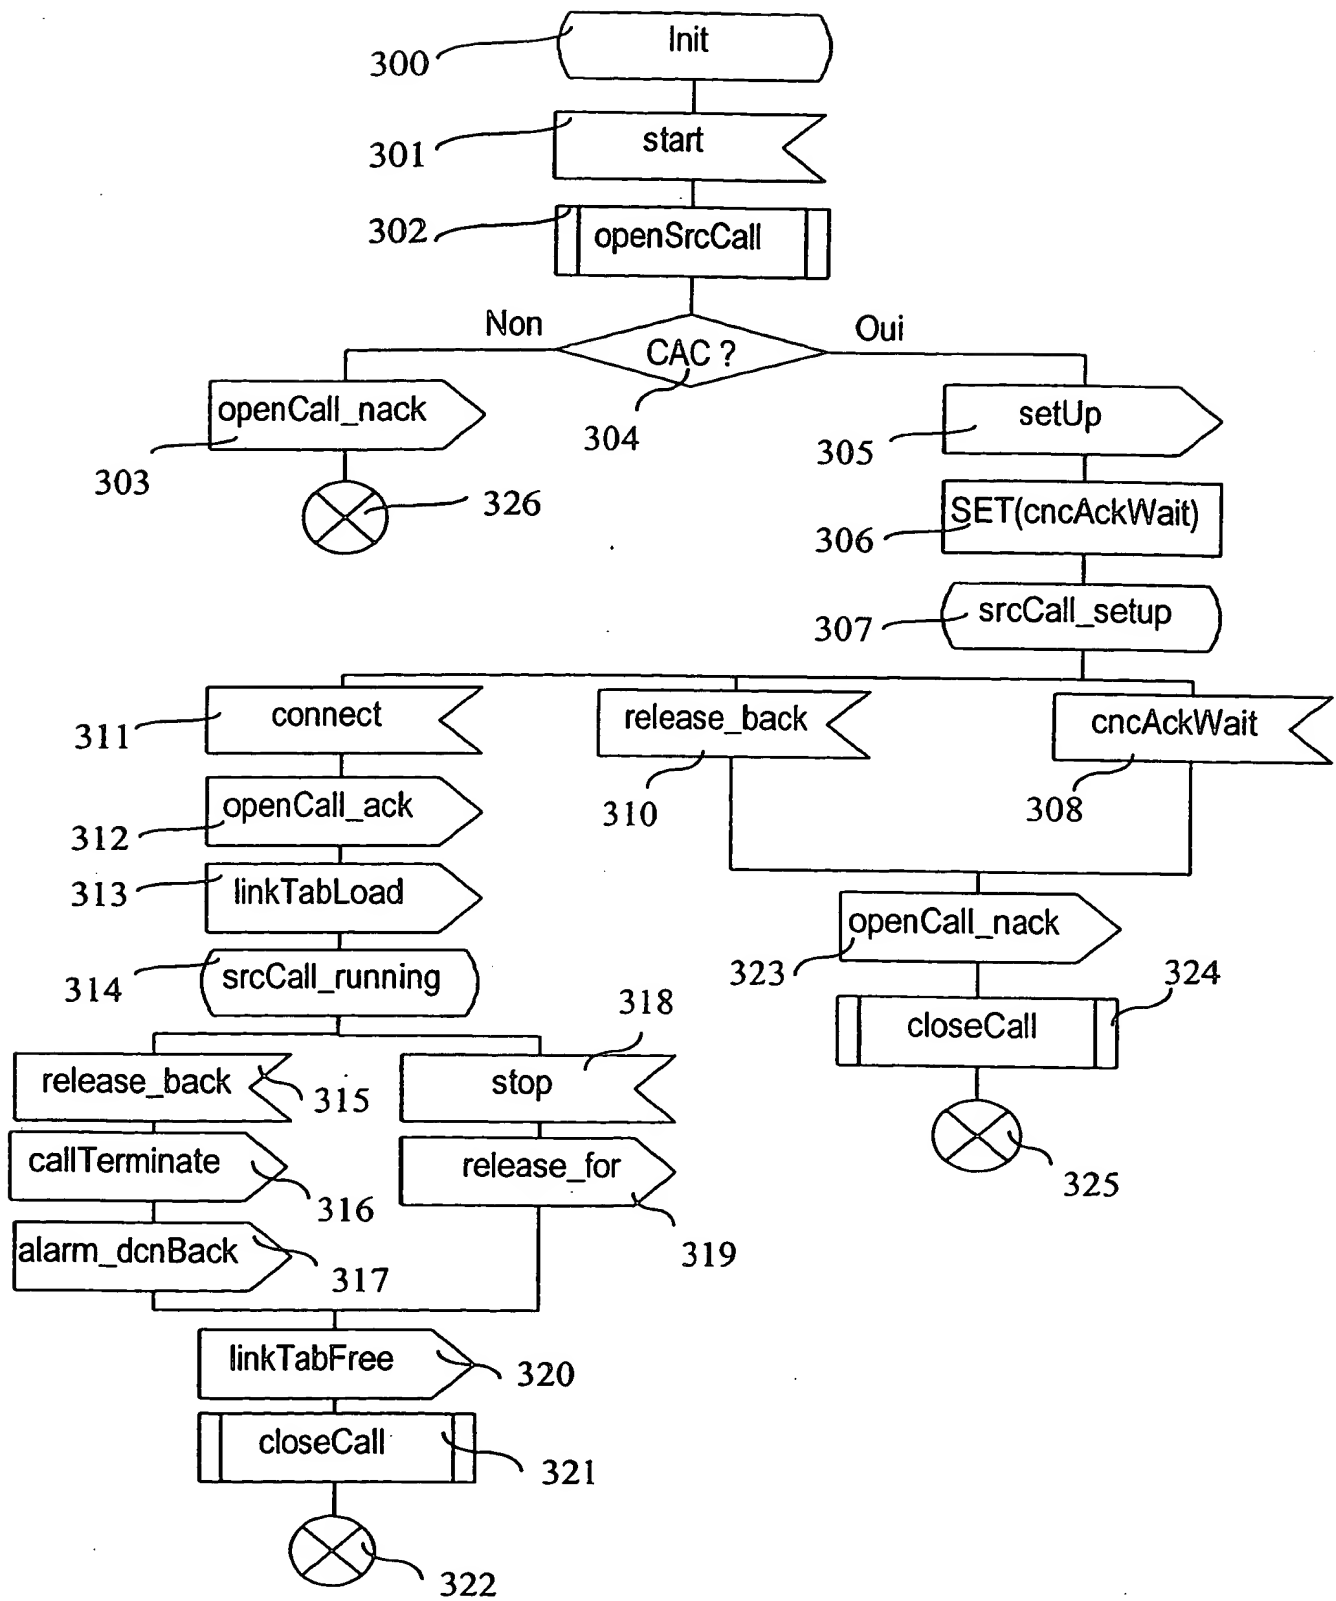 Init
300
start
301
302
openSrcCall
Non
Oui
CAC ?
304
openCall_nack
303
326
setUp
305
SET(cncAckWait)
306
srcCall_setup
307
connect
311
release_back
310
cncAckWait
308
openCall_ack
312
linkTabLoad
313
srcCall_running
314
openCall_nack
323
324
closeCall
325
318
release_back
315
stop
callTerminate
316
release_for
319
alarm_dcnBack
317
linkTabFree
320
closeCall
321
322